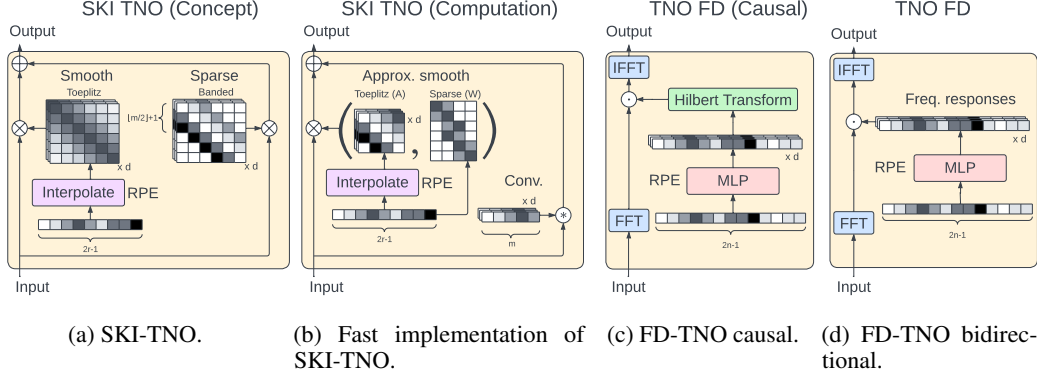 SKI TNO (Concept)
Output
Smooth
Toeplitz
Sparse
Banded
⌊m/2⌋+1
x d
x d
Interpolate
RPE
2r-1
Input
(a) SKI-TNO.
SKI TNO (Computation)
Output
Approx. smooth
Toeplitz (A)
Sparse (W)
x d
( , )
Interpolate
RPE
Conv.
x d
*
2r-1
m
Input
(b) Fast implementation of
SKI-TNO.
TNO FD (Causal)
Output
IFFT
Hilbert Transform
x d
RPE
MLP
FFT
2n-1
Input
(c) FD-TNO causal.
TNO FD
Output
IFFT
Freq. responses
x d
RPE
MLP
FFT
2n-1
Input
(d) FD-TNO bidirec-
tional.